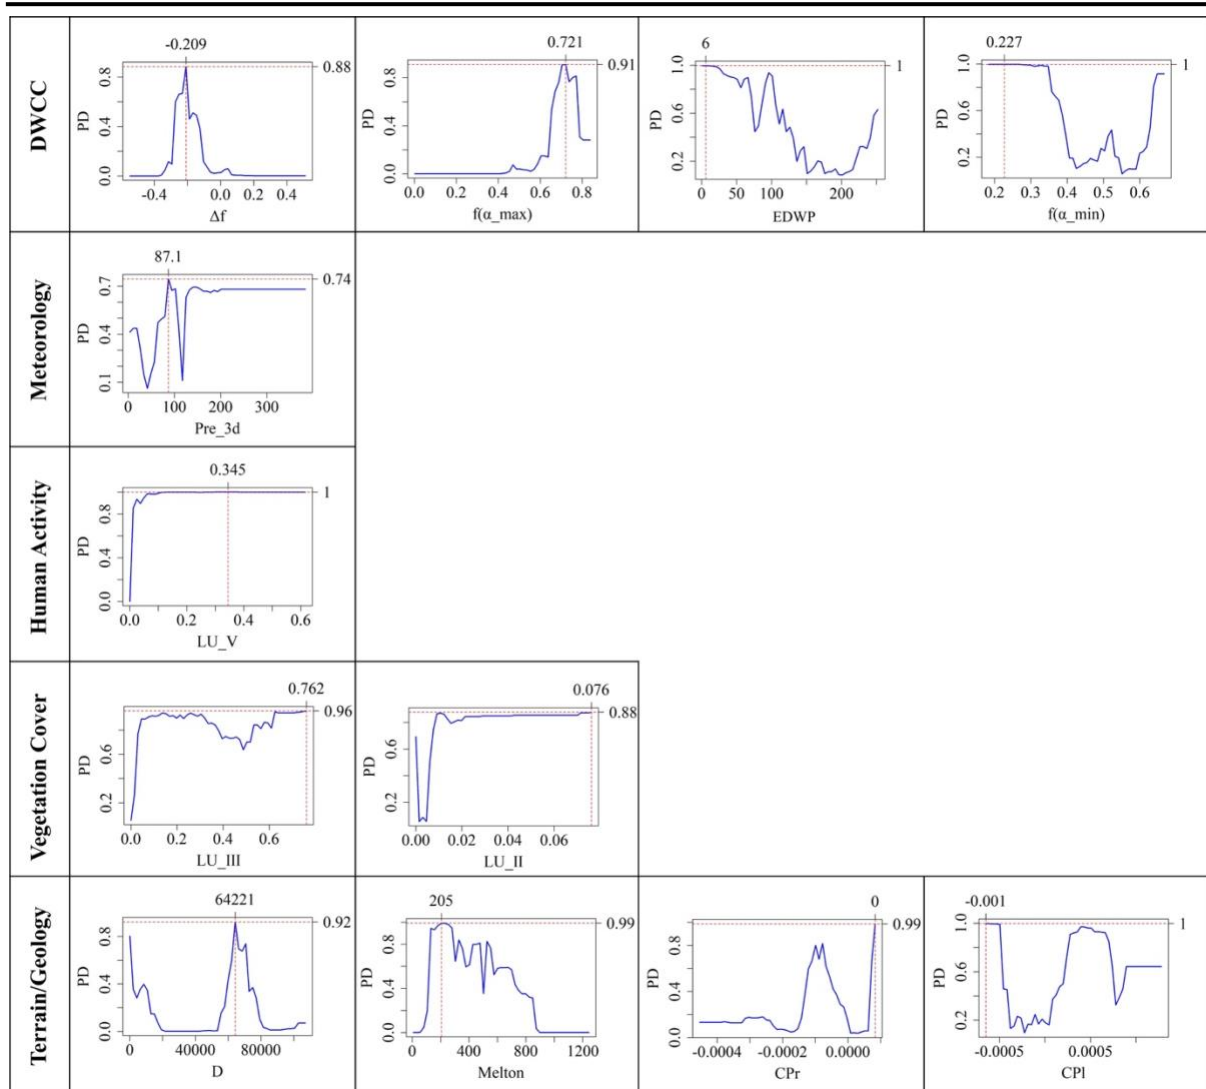 DWCC
-0.209
0.88
PD
0.0 0.4 0.8
-0.4 0.0 0.2 0.4
Δf
0.721
0.91
PD
0.0 0.4 0.8
0.0 0.2 0.4 0.6 0.8
f(α_max)
6
1
PD
0.2 0.6 1.0
0 50 100 200
EDWP
0.227
1
PD
0.2 0.6 1.0
0.2 0.3 0.4 0.5 0.6
f(α_min)
Meteorology
87.1
0.74
PD
0.1 0.4 0.7
0 100 200 300
Pre_3d
Human Activity
0.345
1
PD
0.0 0.4 0.8
0.0 0.2 0.4 0.6
LU_V
Vegetation Cover
0.762
0.96
PD
0.2 0.6
0.0 0.2 0.4 0.6
LU_III
0.076
0.88
PD
0.2 0.6
0.00 0.02 0.04 0.06
LU_II
Terrain/Geology
64221
0.92
PD
0.0 0.4 0.8
0 40000 80000
D
205
0.99
PD
0.0 0.4 0.8
0 400 800 1200
Melton
0
0.99
PD
0.0 0.4 0.8
-0.0004 -0.0002 0.0000
CPr
-0.001
1
PD
0.2 0.6 1.0
-0.0005 0.0005
CPl